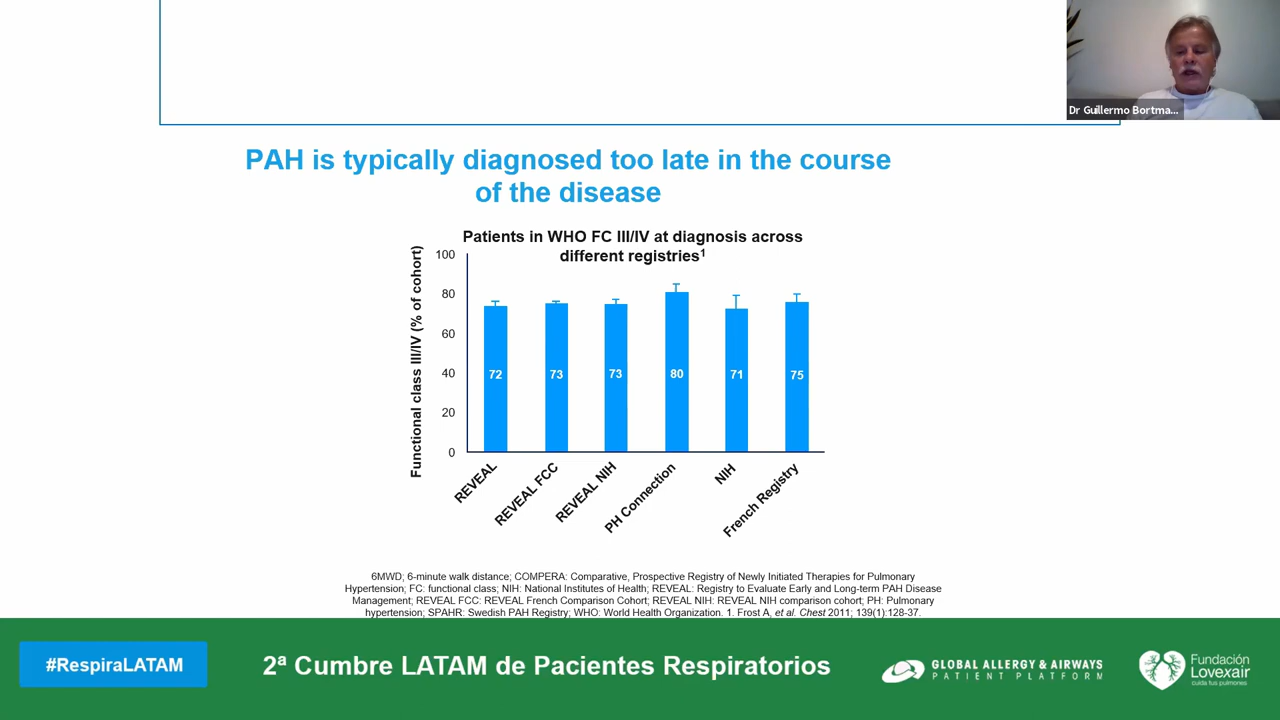 Dr Guillermo Bortma...
PAH is typically diagnosed too late in the course
of the disease
Patients in WHO FC III/IV at diagnosis across
different registries1
Functional class III/IV (% of cohort)
100
80
60
40
20
0
72
73
73
80
71
75
REVEAL
REVEAL FCC
REVEAL NIH
PH Connection
NIH
French Registry
6MWD; 6-minute walk distance; COMPERA: Comparative, Prospective Registry of Newly Initiated Therapies for Pulmonary
Hypertension; FC: functional class; NIH: National Institutes of Health; REVEAL: Registry to Evaluate Early and Long-term PAH Disease
Management; REVEAL FCC: REVEAL French Comparison Cohort; REVEAL NIH: REVEAL NIH comparison cohort; PH: Pulmonary
hypertension; SPAHR: Swedish PAH Registry; WHO: World Health Organization. 1. Frost A, et al. Chest 2011; 139(1):128-37.
#RespiraLATAM
2ª Cumbre LATAM de Pacientes Respiratorios
GLOBAL ALLERGY & AIRWAYS
PATIENT PLATFORM
Fundación
Lovexair
cuida tus pulmones